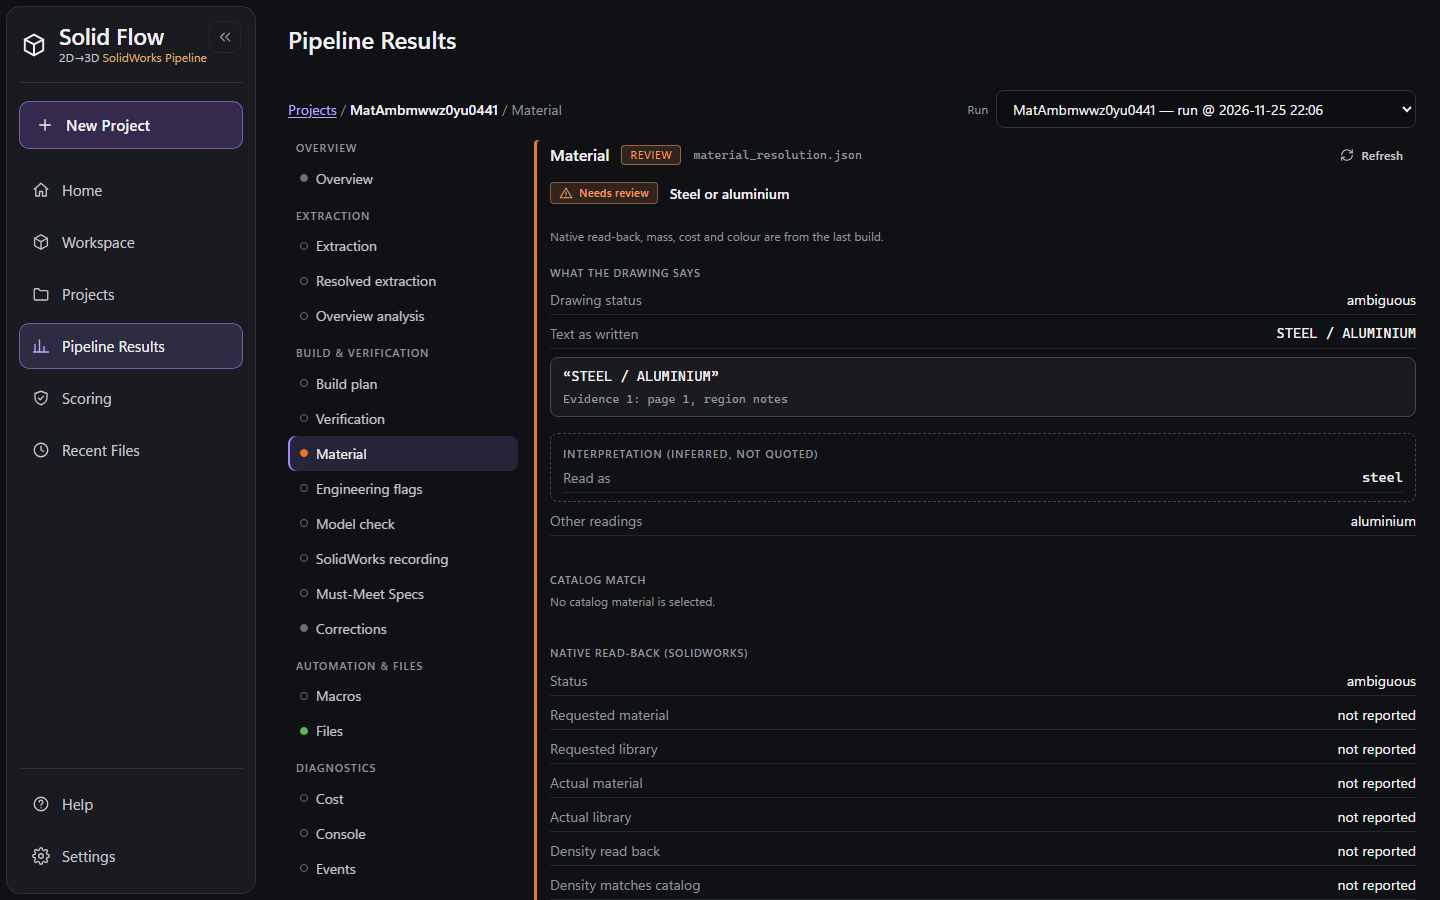 Solid Flow
2D→3D SolidWorks Pipeline
New Project
Home
Workspace
Projects
Pipeline Results
Scoring
Recent Files
Help
Settings
Pipeline Results
Projects / MatAmbmwwz0yu0441 / Material
Run
MatAmbmwwz0yu0441 — run @ 2026-11-25 22:06
OVERVIEW
Overview
EXTRACTION
Extraction
Resolved extraction
Overview analysis
BUILD & VERIFICATION
Build plan
Verification
Material
Engineering flags
Model check
SolidWorks recording
Must-Meet Specs
Corrections
AUTOMATION & FILES
Macros
Files
DIAGNOSTICS
Cost
Console
Events
Material REVIEW material_resolution.json
Refresh
Needs review Steel or aluminium
Native read-back, mass, cost and colour are from the last build.
WHAT THE DRAWING SAYS
Drawing status ambiguous
Text as written STEEL / ALUMINIUM
“STEEL / ALUMINIUM”
Evidence 1: page 1, region notes
INTERPRETATION (INFERRED, NOT QUOTED)
Read as steel
Other readings aluminium
CATALOG MATCH
No catalog material is selected.
NATIVE READ-BACK (SOLIDWORKS)
Status ambiguous
Requested material not reported
Requested library not reported
Actual material not reported
Actual library not reported
Density read back not reported
Density matches catalog not reported